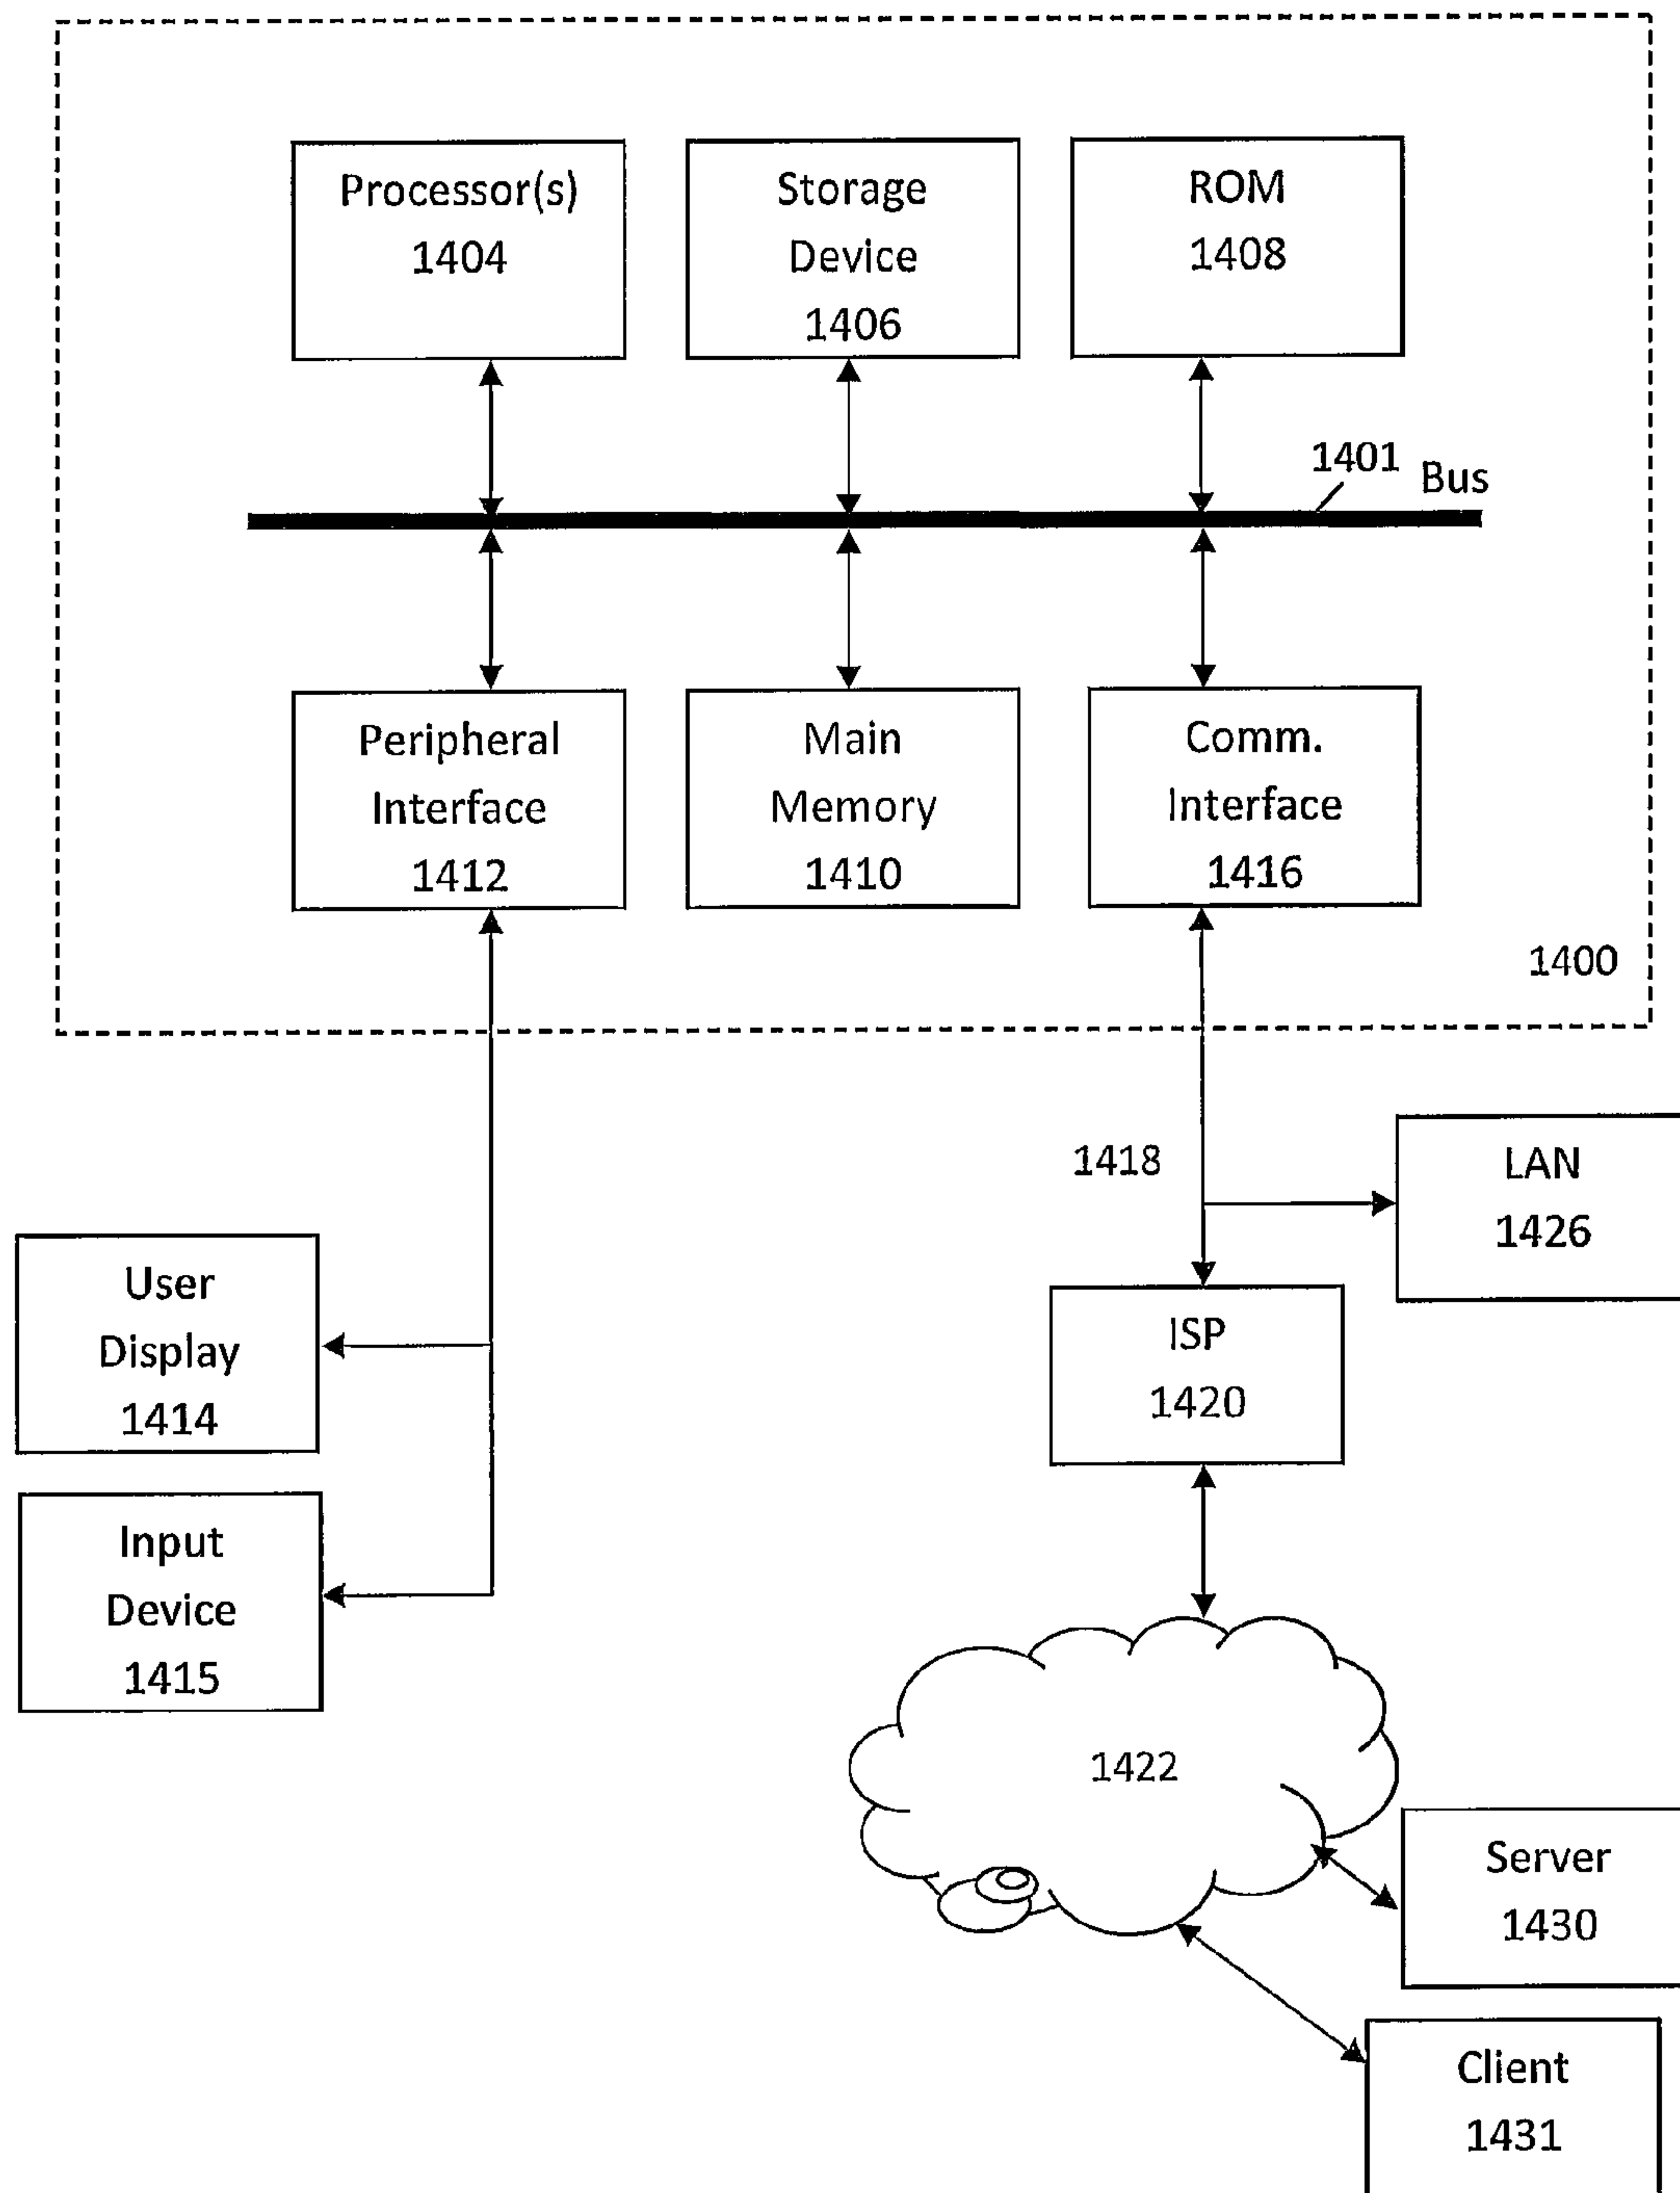 Processor(s)
1404
Storage
Device
1406
ROM
1408
1401
Bus
Peripheral
Interface
1412
Main
Memory
1410
Comm.
Interface
1416
1400
1418
LAN
1426
User
Display
1414
ISP
1420
Input
Device
1415
1422
Server
1430
Client
1431